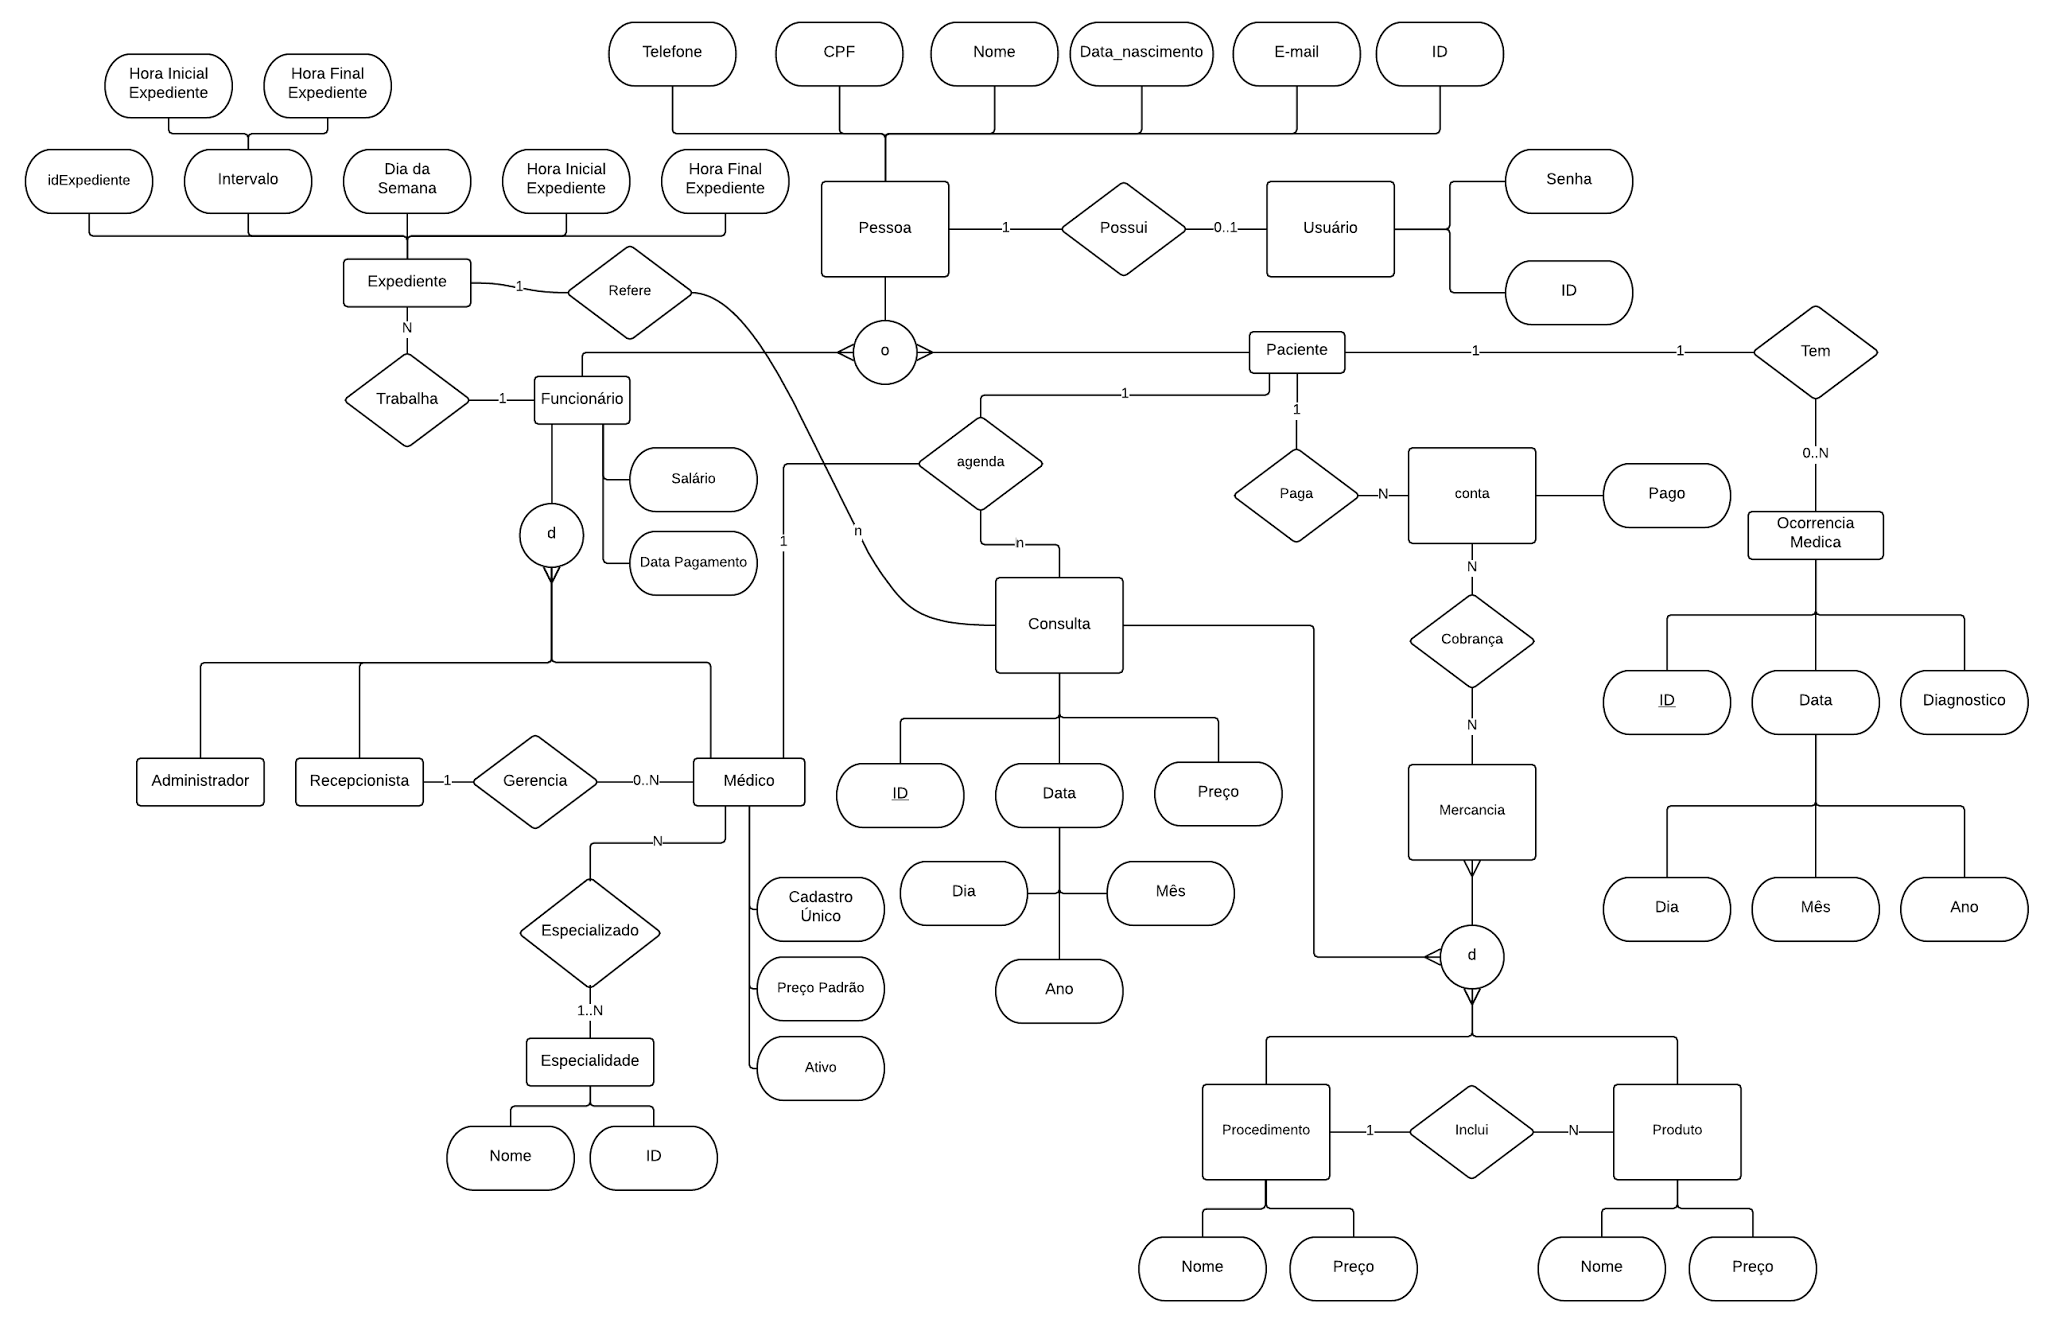 Telefone
CPF
Nome
Data_nascimento
E-mail
ID
Hora Inicial
Expediente
Hora Final
Expediente
idExpediente
Intervalo
Dia da
Semana
Hora Inicial
Expediente
Hora Final
Expediente
Senha
Pessoa
1
Possui
0..1
Usuário
ID
Expediente
1
Refere
N
o
Paciente
1
1
Tem
Trabalha
1
Funcionário
1
1
agenda
0..N
Salário
Paga
N
conta
Pago
d
1
n
n
Ocorrencia
Medica
Data Pagamento
N
Consulta
Cobrança
ID
Data
Diagnostico
N
Administrador
Recepcionista
1
Gerencia
0..N
Médico
ID
Data
Preço
Mercancia
N
Cadastro
Único
Dia
Mês
Dia
Mês
Ano
Especializado
d
Preço Padrão
Ano
1..N
Especialidade
Ativo
Nome
ID
Procedimento
1
Inclui
N
Produto
Nome
Preço
Nome
Preço